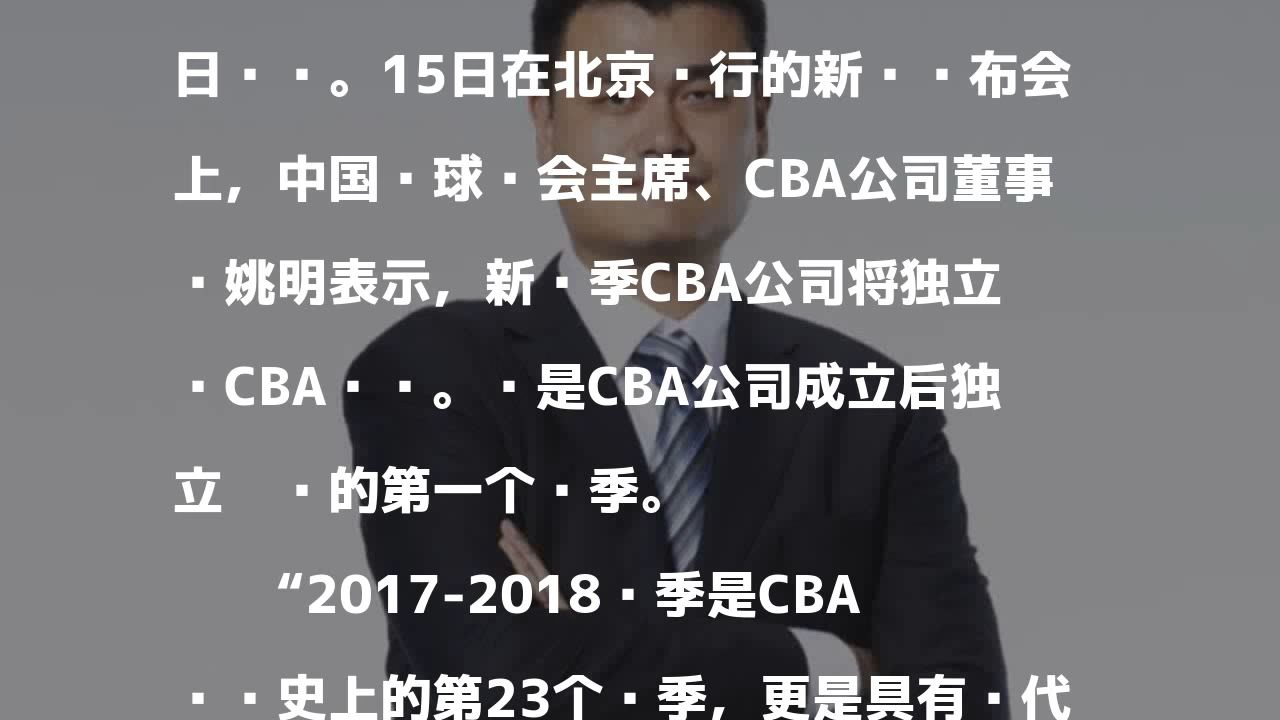 日··。15日在北京·行的新··布会
上，中国·球·会主席、CBA公司董事
·姚明表示，新·季CBA公司将独立
·CBA··。·是CBA公司成立后独
立　·的第一个·季。
“2017-2018·季是CBA
··史上的第23个·季，更是具有·代